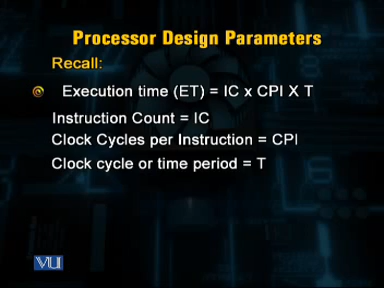 Processor Design Parameters
Recall:
Execution time (ET) = IC x CPI X T
Instruction Count = IC
Clock Cycles per Instruction = CPI
Clock cycle or time period = T
VU